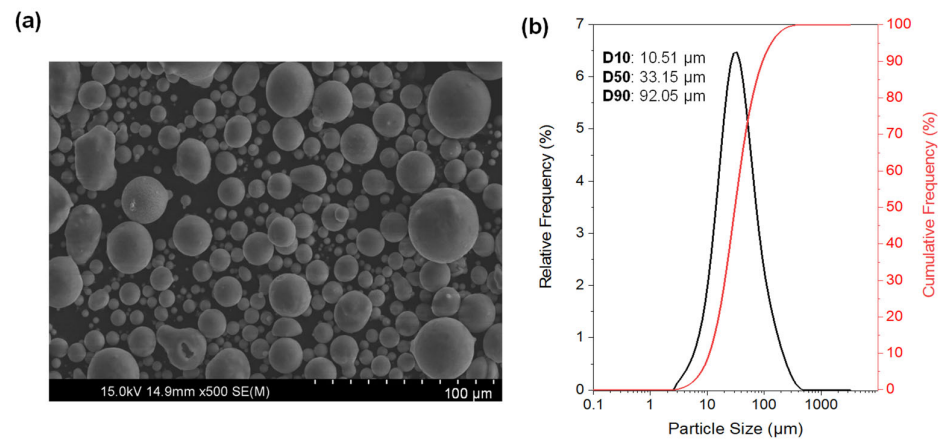 (a)
15.0kV 14.9mm x500 SE(M)
100 µm
(b)
D10: 10.51 µm
D50: 33.15 µm
D90: 92.05 µm
Relative Frequency (%)
7
6
5
4
3
2
1
0
0.1
1
10
100
1000
Particle Size (µm)
100
90
80
70
60
50
40
30
20
10
0
Cumulative Frequency (%)